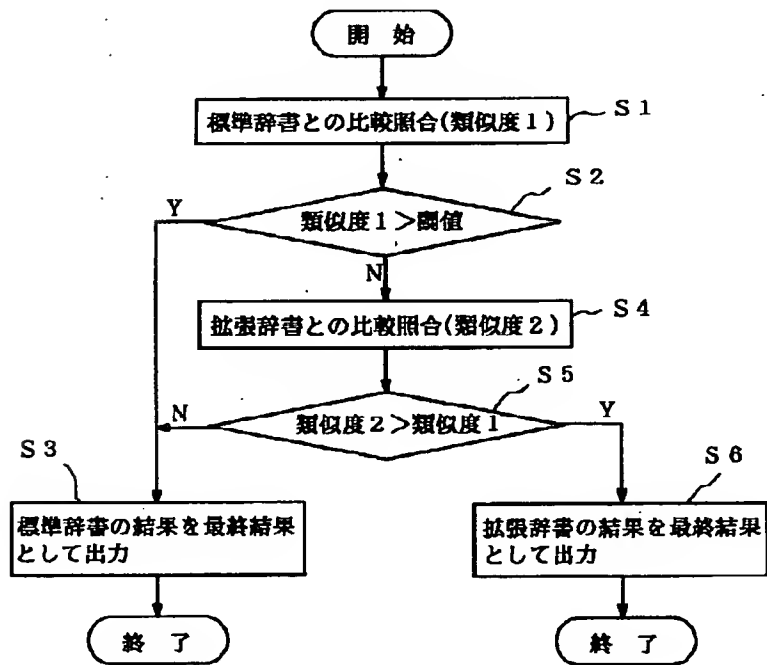 開 始
標準辞書との比較照合(類似度1)
S1
S2
類似度1>閾値
Y
N
拡張辞書との比較照合(類似度2)
S4
S5
類似度2>類似度1
N
Y
S3
S6
標準辞書の結果を最終結果
として出力
拡張辞書の結果を最終結果
として出力
終 了
終 了